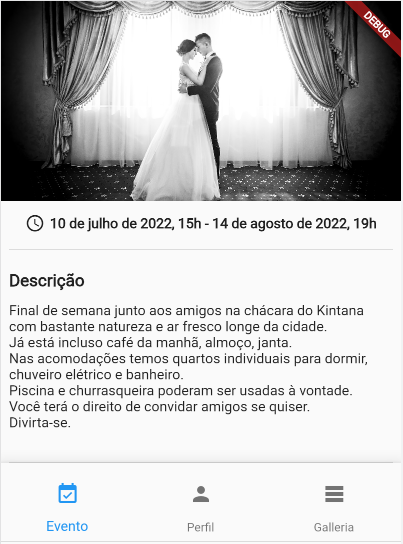 DEBUG
10 de julho de 2022, 15h - 14 de agosto de 2022, 19h
Descrição
Final de semana junto aos amigos na chácara do Kintana
com bastante natureza e ar fresco longe da cidade.
Já está incluso café da manhã, almoço, janta.
Nas acomodações temos quartos individuais para dormir,
chuveiro elétrico e banheiro.
Piscina e churrasqueira poderam ser usadas à vontade.
Você terá o direito de convidar amigos se quiser.
Divirta-se.
Evento
Perfil
Galleria